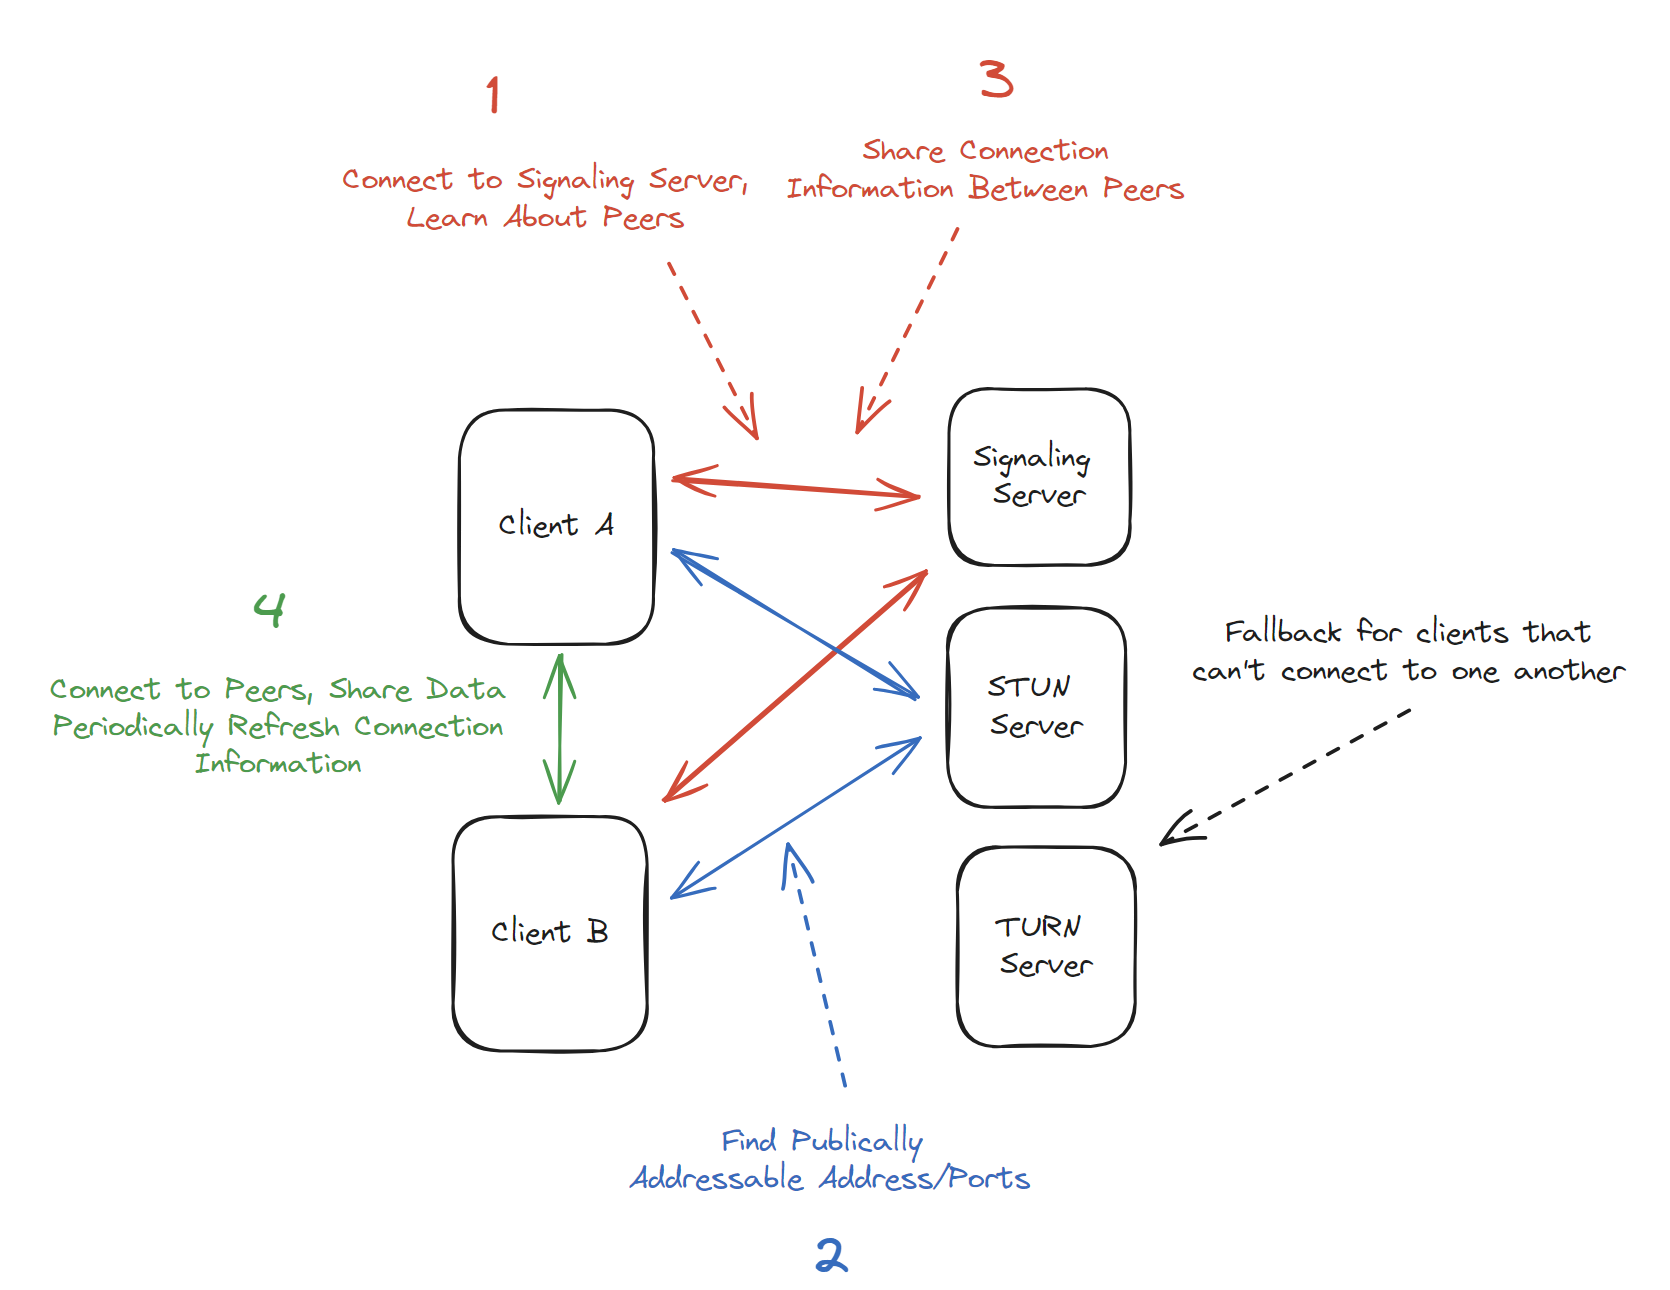 1
Connect to Signaling Server,
Learn About Peers
3
Share Connection
Information Between Peers
Client A
Signaling
Server
4
Connect to Peers, Share Data
Periodically Refresh Connection
Information
STUN
Server
Fallback for clients that
can't connect to one another
Client B
TURN
Server
Find Publically
Addressable Address/Ports
2